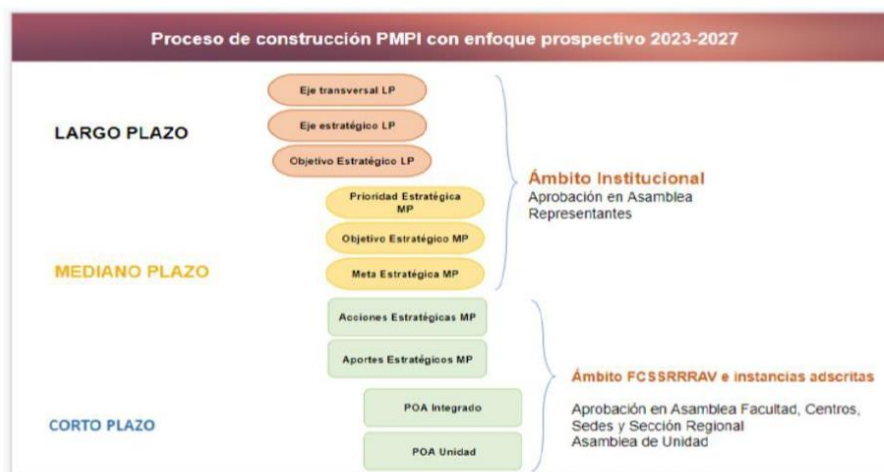 Proceso de construcción PMPI con enfoque prospectivo 2023-2027
LARGO PLAZO
Eje transversal LP
Eje estratégico LP
Objetivo Estratégico LP
Ámbito Institucional
Aprobación en Asamblea
Representantes
MEDIANO PLAZO
Prioridad Estratégica
MP
Objetivo Estratégico MP
Meta Estratégica MP
Acciones Estratégicas MP
Aportes Estratégicos MP
Ámbito FCSSRRRAV e instancias adscritas
Aprobación en Asamblea Facultad, Centros,
Sedes y Sección Regional
Asamblea de Unidad
CORTO PLAZO
POA Integrado
POA Unidad